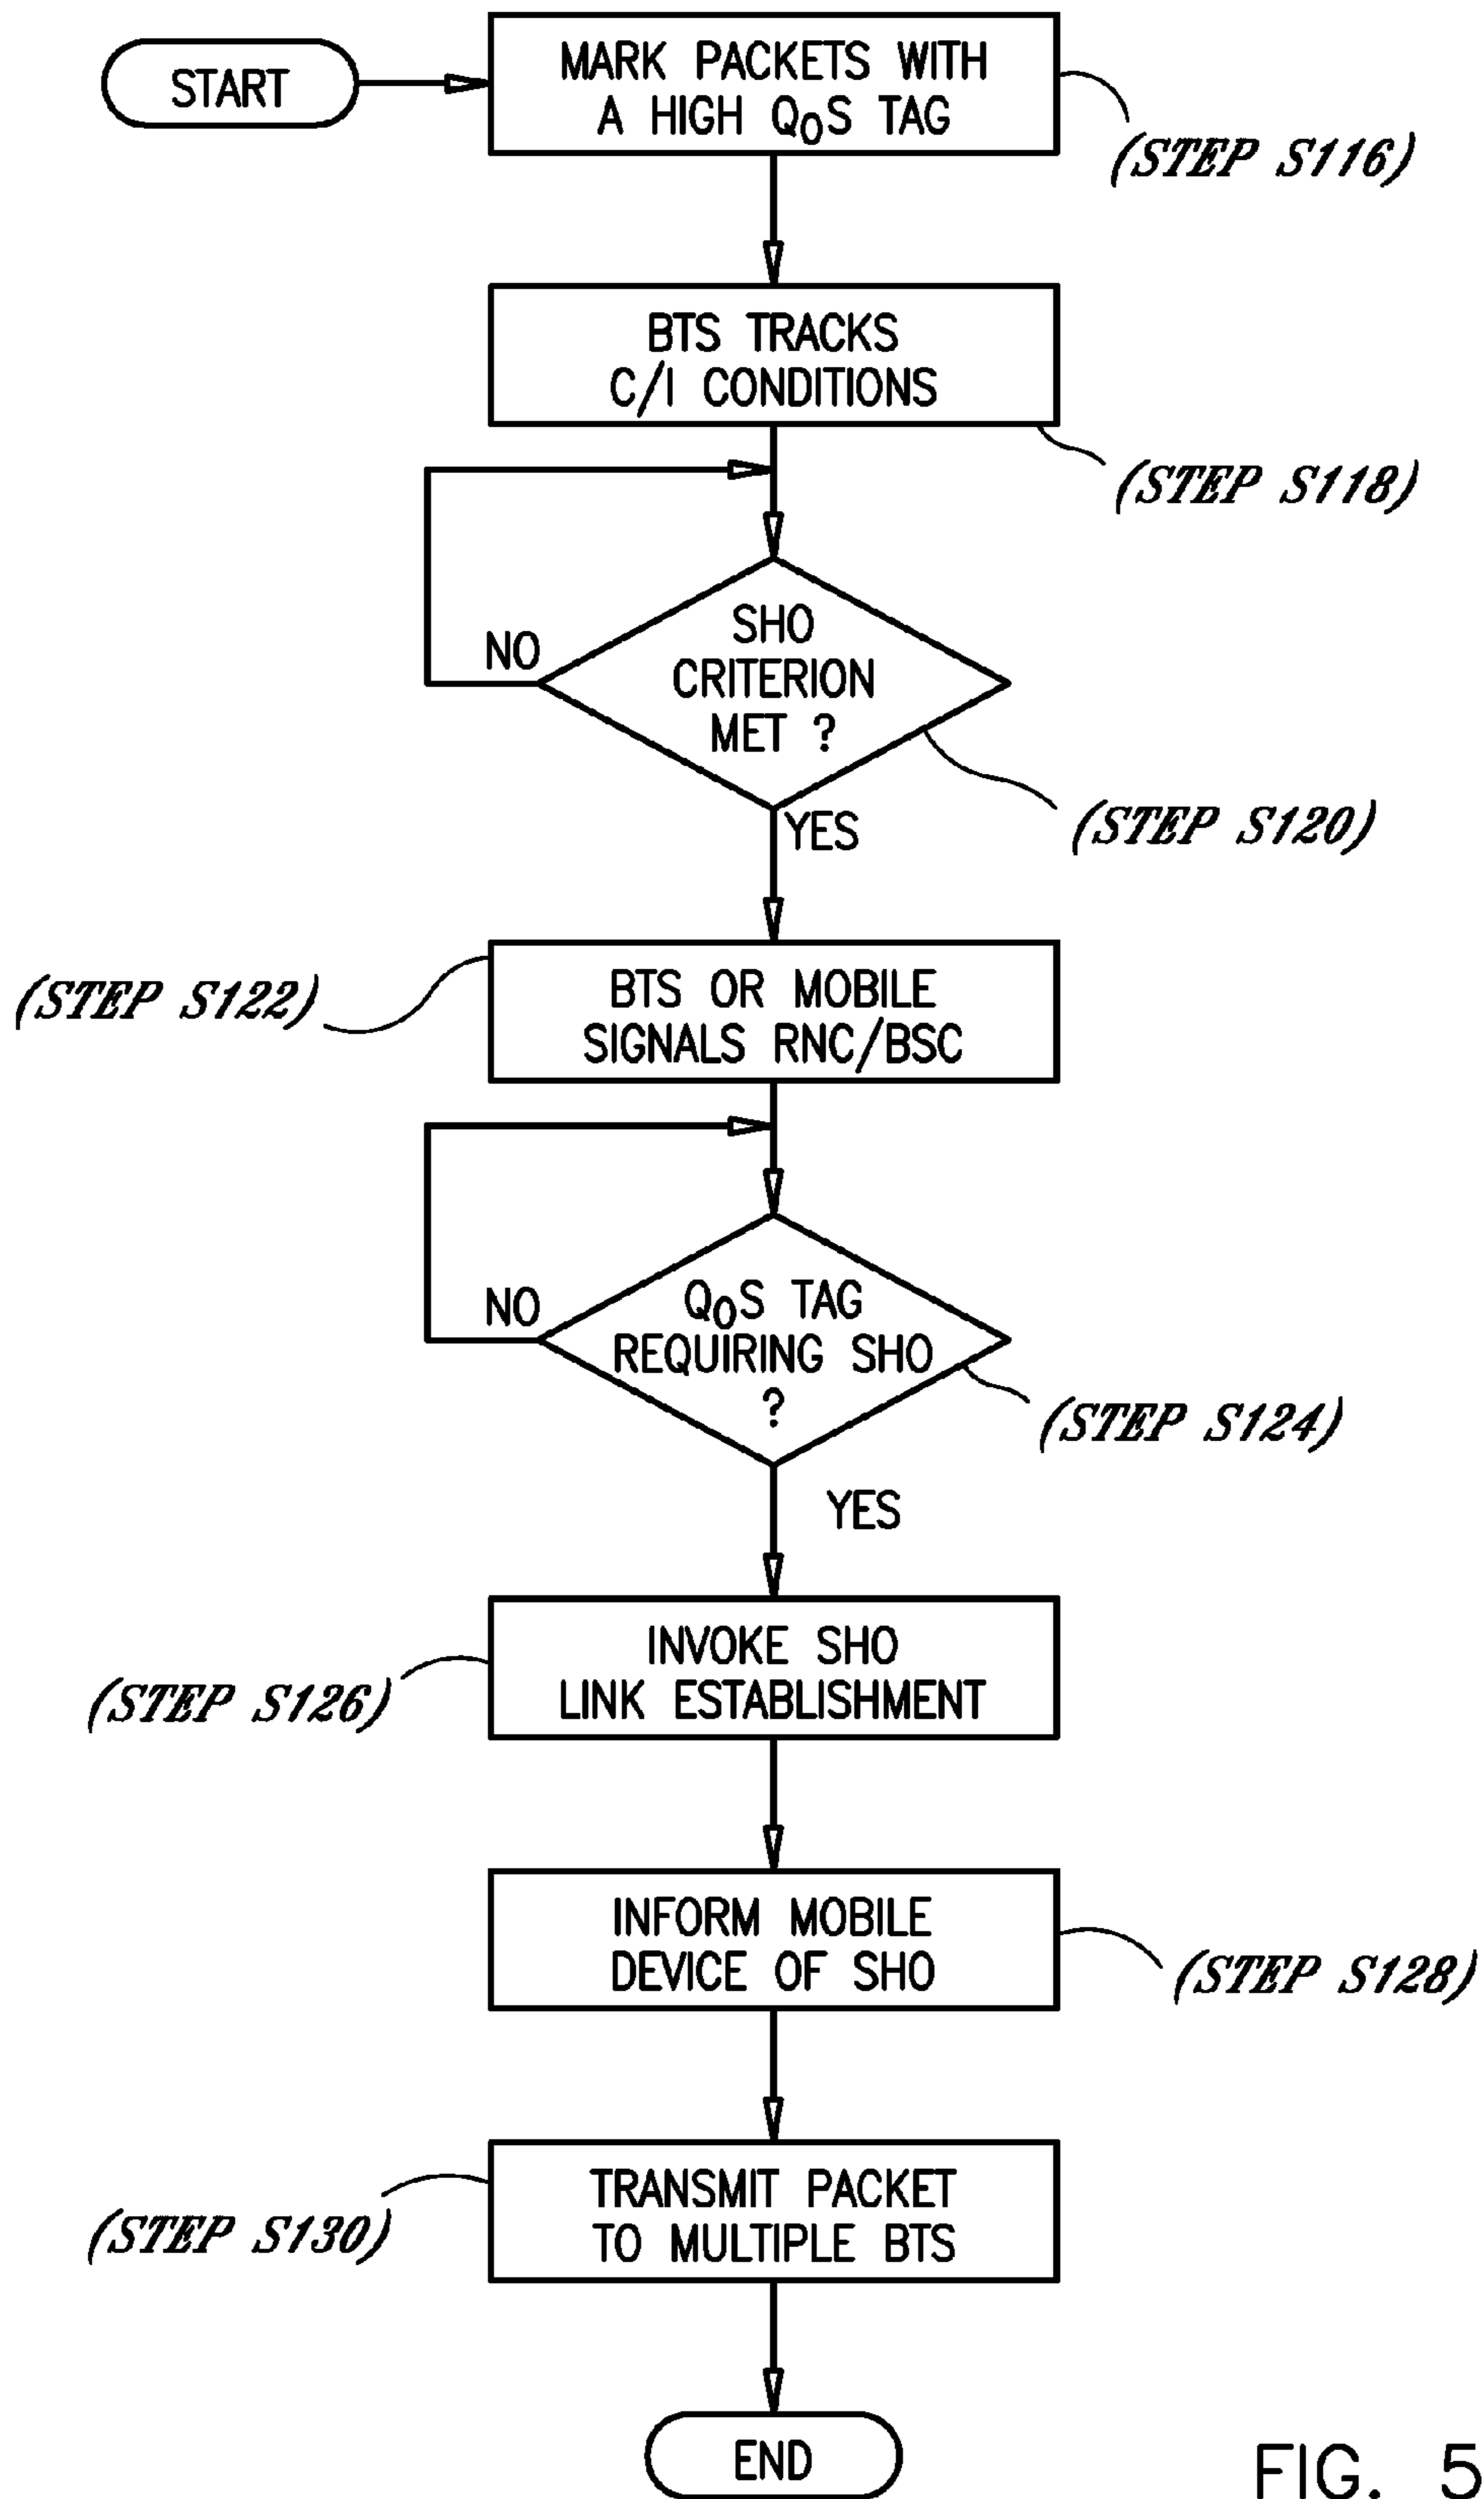 START
MARK PACKETS WITH
A HIGH QoS TAG
(STEP S116)
BTS TRACKS
C/I CONDITIONS
(STEP S118)
SHO
CRITERION
MET ?
NO
YES
(STEP S120)
(STEP S122)
BTS OR MOBILE
SIGNALS RNC/BSC
NO
QoS TAG
REQUIRING SHO
?
(STEP S124)
YES
INVOKE SHO
LINK ESTABLISHMENT
(STEP S126)
INFORM MOBILE
DEVICE OF SHO
(STEP S128)
TRANSMIT PACKET
TO MULTIPLE BTS
(STEP S130)
END
FIG. 5